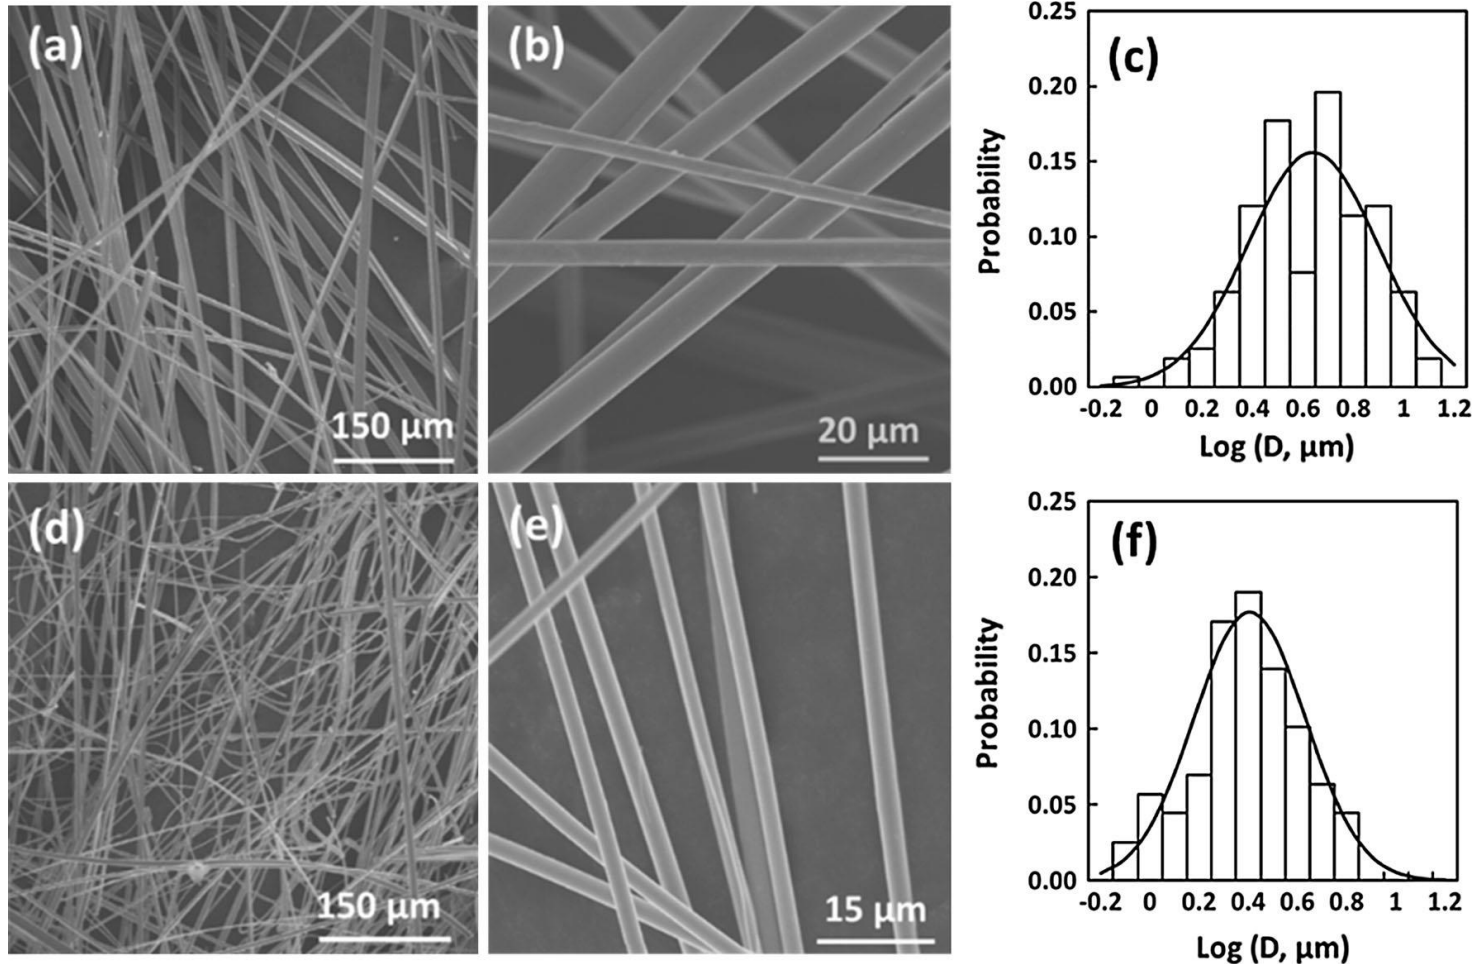 (a)
150 µm
(b)
20 µm
(c)
Probability
0.25
0.20
0.15
0.10
0.05
0.00
-0.2 0 0.2 0.4 0.6 0.8 1 1.2
Log (D, µm)
(d)
150 µm
(e)
15 µm
(f)
Probability
0.25
0.20
0.15
0.10
0.05
0.00
-0.2 0 0.2 0.4 0.6 0.8 1 1.2
Log (D, µm)